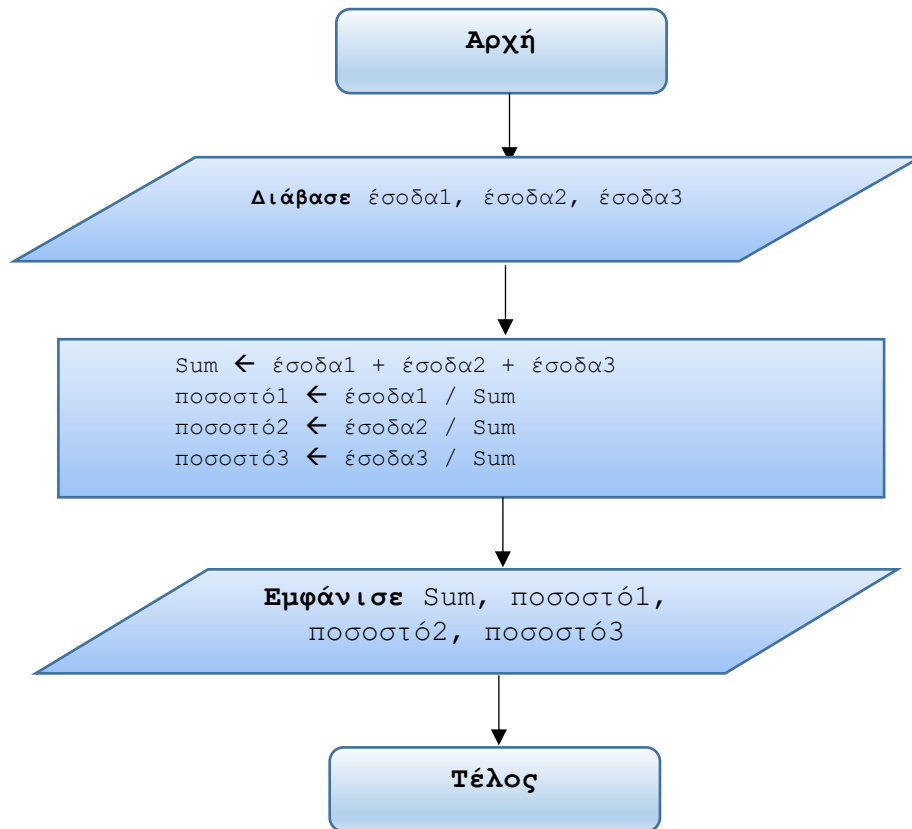 Αρχή
Διάβασε έσοδα1, έσοδα2, έσοδα3
Sum ← έσοδα1 + έσοδα2 + έσοδα3
ποσοστό1 ← έσοδα1 / Sum
ποσοστό2 ← έσοδα2 / Sum
ποσοστό3 ← έσοδα3 / Sum
Εμφάνισε Sum, ποσοστό1,
ποσοστό2, ποσοστό3
Τέλος